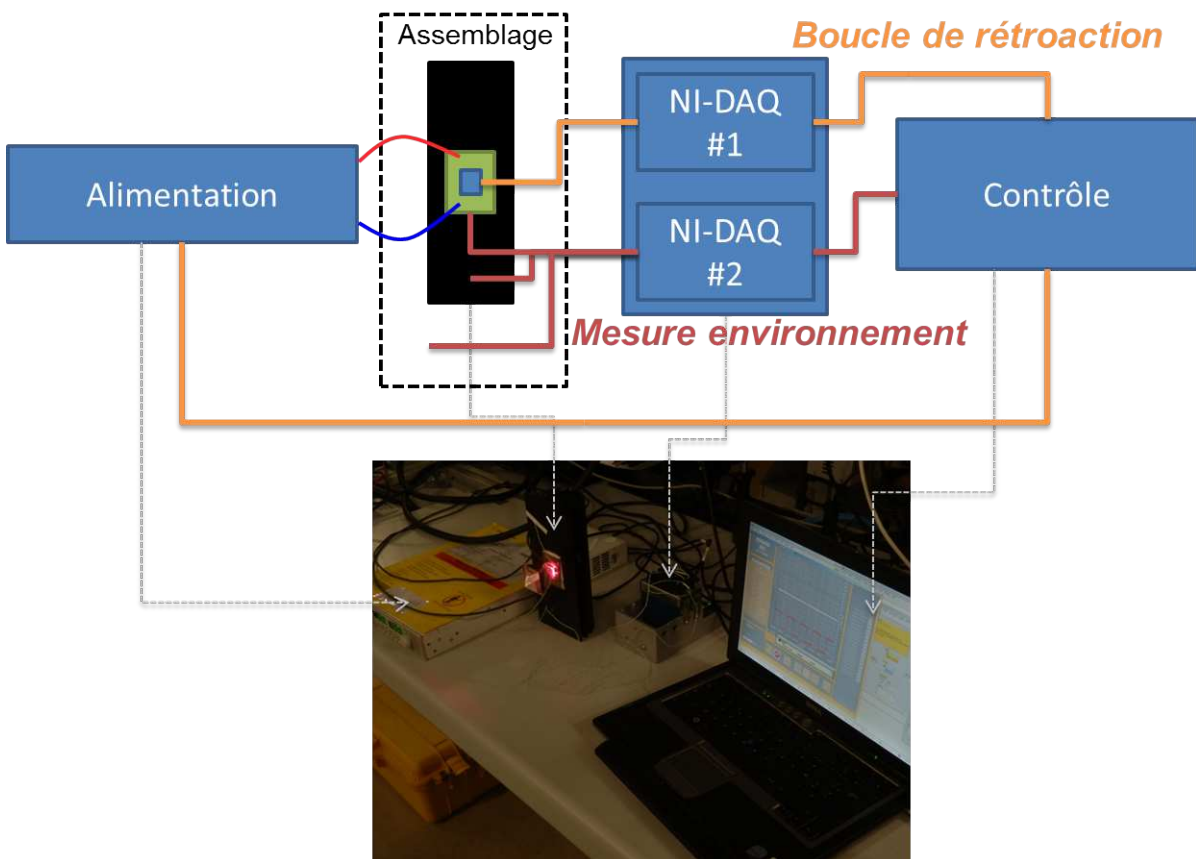 Assemblage
Boucle de rétroaction
NI-DAQ
#1
Alimentation
Contrôle
NI-DAQ
#2
Mesure environnement